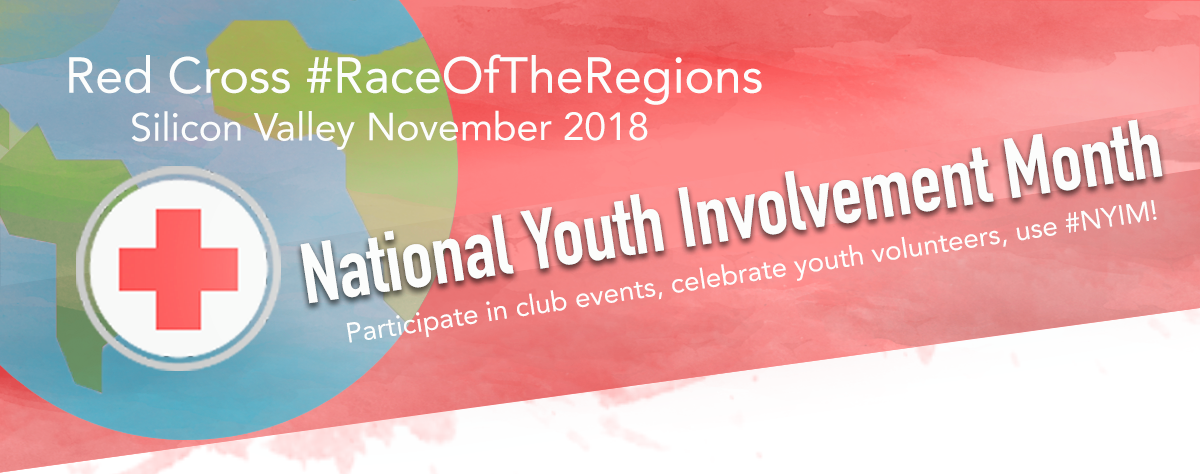 Red Cross #RaceOfTheRegions
Silicon Valley November 2018
National Youth Involvement Month
Participate in club events, celebrate youth volunteers, use #NYIM!